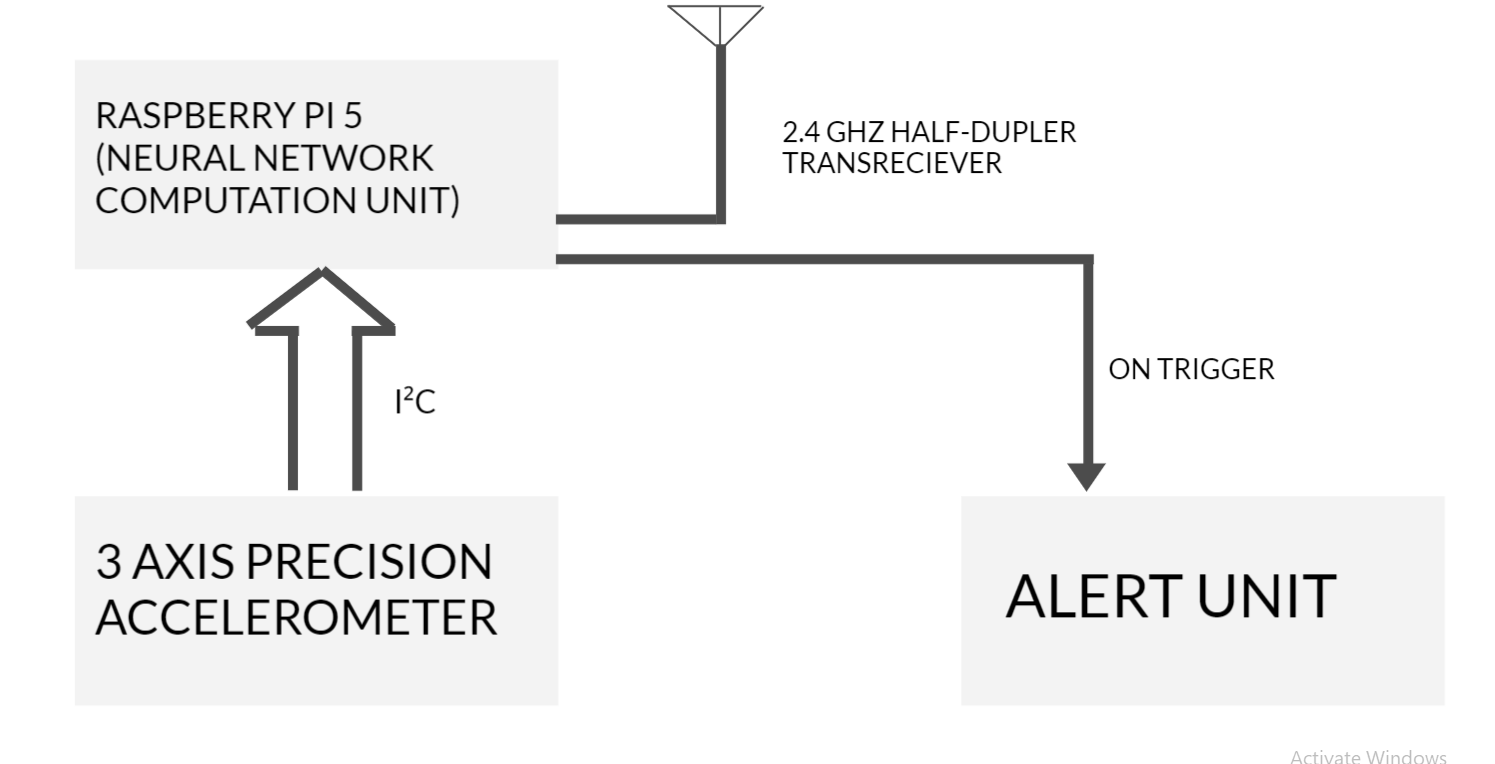 RASPBERRY PI 5
(NEURAL NETWORK
COMPUTATION UNIT)
2.4 GHZ HALF-DUPLER
TRANSRECIEVER
ON TRIGGER
I²C
3 AXIS PRECISION
ACCELEROMETER
ALERT UNIT
Activate Windows